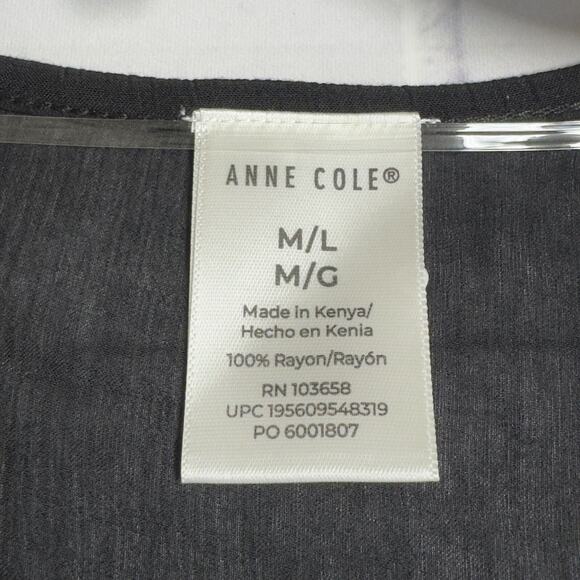 ANNE COLE®
M/L
M/G
Made in Kenya/
Hecho en Kenia
100% Rayon/Rayón
RN 103658
UPC 195609548319
PO 6001807